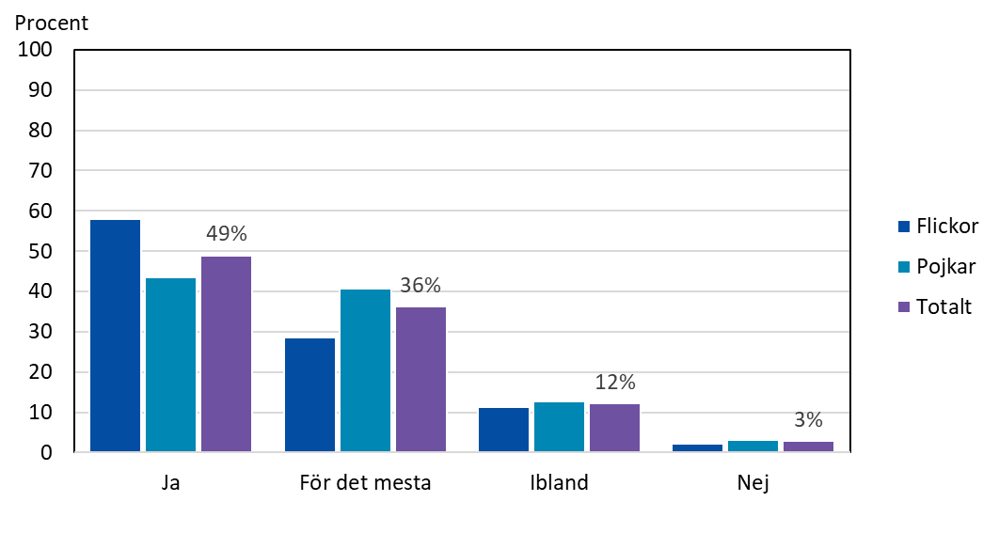 Procent
100
90
80
70
60
50
40
30
20
10
0
49%
36%
12%
3%
Ja
För det mesta
Ibland
Nej
Flickor
Pojkar
Totalt